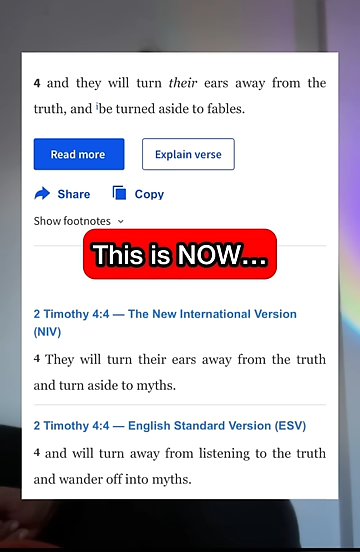 4 and they will turn their ears away from the
truth, and ibe turned aside to fables.
Read more
Explain verse
Share
Copy
Show footnotes
This is NOW...
2 Timothy 4:4 — The New International Version
(NIV)
4 They will turn their ears away from the truth
and turn aside to myths.
2 Timothy 4:4 — English Standard Version (ESV)
4 and will turn away from listening to the truth
and wander off into myths.